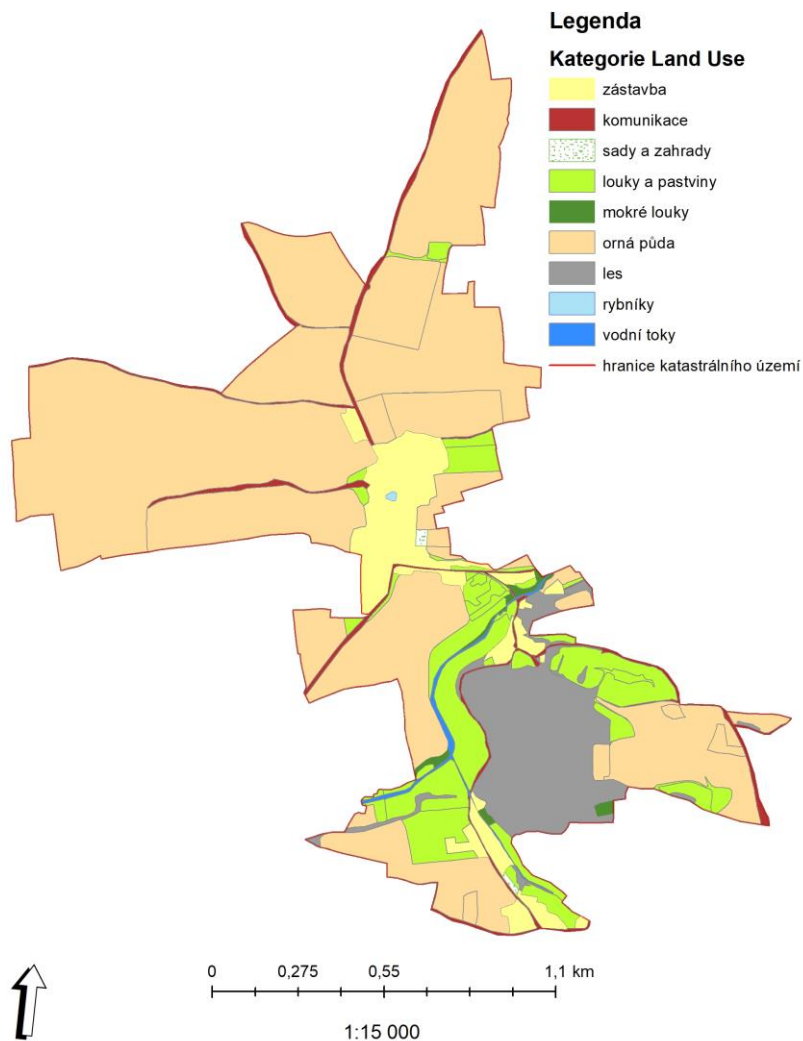 Legenda
Kategorie Land Use
zástavba
komunikace
sady a zahrady
louky a pastviny
mokré louky
orná půda
les
rybníky
vodní toky
hranice katastrálního území
0 0,275 0,55 1,1 km
1:15 000